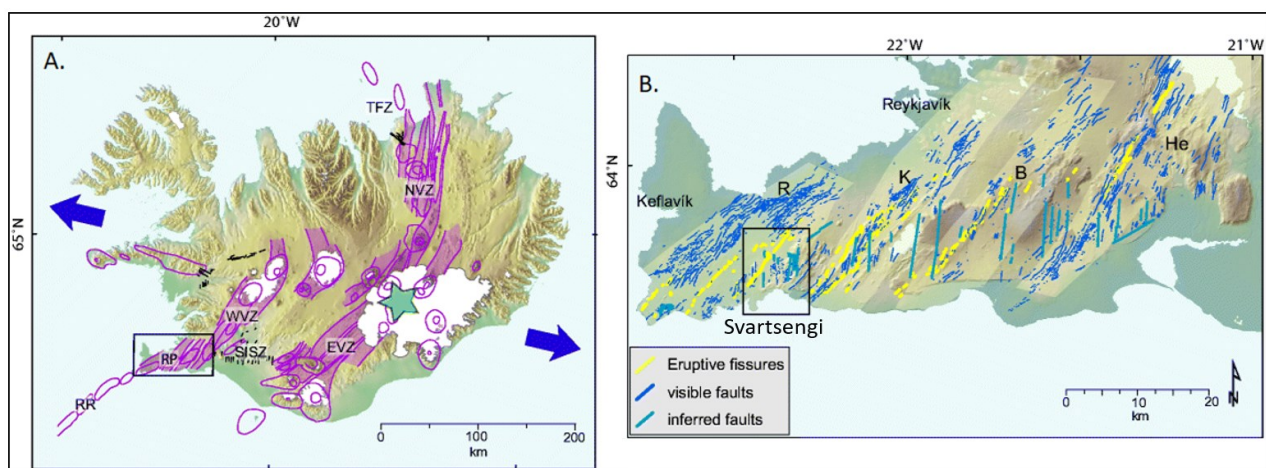 20°W
A.
TFZ
NVZ
65°N
WVZ
SISZ
EVZ
RP
RR
0 100 200
km
22°W
21°W
B.
Reykjavík
He
64°N
R
K
B
Keflavík
Svartsengi
Eruptive fissures
visible faults
inferred faults
0 10 20
km
N